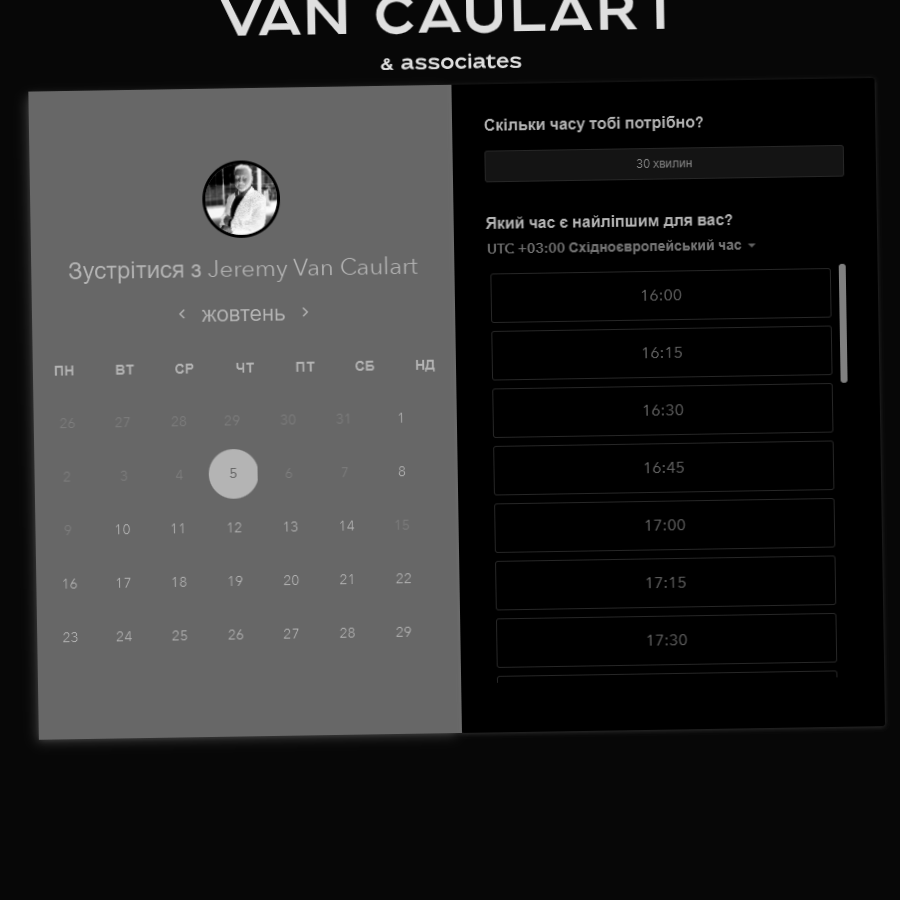 VAN CAULART
& associates
Зустрітися з Jeremy Van Caulart
жовтень
ПН ВТ СР ЧТ ПТ СБ НД
26 27 28 29 30 31 1
2 3 4 5 6 7 8
9 10 11 12 13 14 15
16 17 18 19 20 21 22
23 24 25 26 27 28 29
Скільки часу тобі потрібно?
30 хвилин
Який час є найліпшим для вас?
UTC +03:00 Східноєвропейський час
16:00
16:15
16:30
16:45
17:00
17:15
17:30